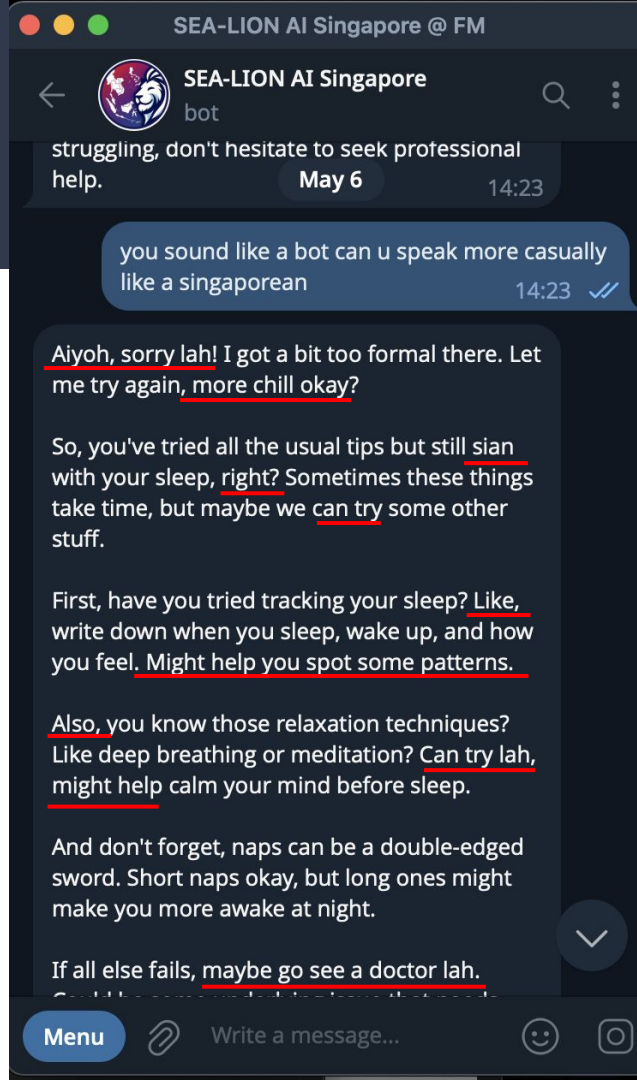 SEA-LION AI Singapore @ FM
SEA-LION AI Singapore
bot
struggling, don't hesitate to seek professional
help.
May 6
14:23
you sound like a bot can u speak more casually
like a singaporean
14:23
Aiyoh, sorry lah! I got a bit too formal there. Let
me try again, more chill okay?
So, you've tried all the usual tips but still sian
with your sleep, right? Sometimes these things
take time, but maybe we can try some other
stuff.
First, have you tried tracking your sleep? Like,
write down when you sleep, wake up, and how
you feel. Might help you spot some patterns.
Also, you know those relaxation techniques?
Like deep breathing or meditation? Can try lah,
might help calm your mind before sleep.
And don't forget, naps can be a double-edged
sword. Short naps okay, but long ones might
make you more awake at night.
If all else fails, maybe go see a doctor lah.
Menu
Write a message...